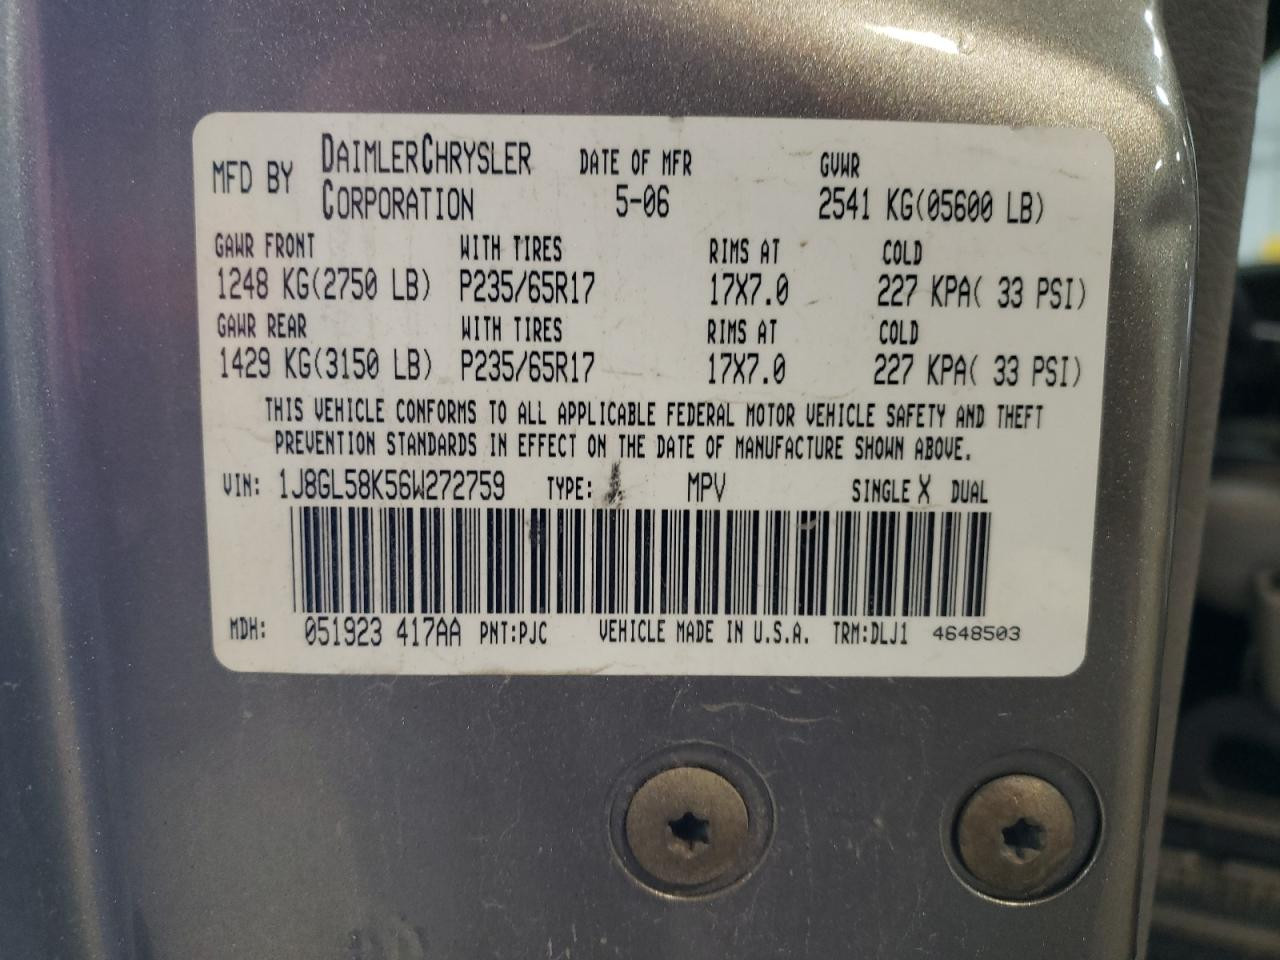 MFD BY DAIMLERCHRYSLER CORPORATION DATE OF MFR 5-06 GVWR 2541 KG(05600 LB)
GAWR FRONT WITH TIRES RIMS AT COLD
1248 KG(2750 LB) P235/65R17 17X7.0 227 KPA( 33 PSI)
GAWR REAR WITH TIRES RIMS AT COLD
1429 KG(3150 LB) P235/65R17 17X7.0 227 KPA( 33 PSI)
THIS VEHICLE CONFORMS TO ALL APPLICABLE FEDERAL MOTOR VEHICLE SAFETY AND THEFT
PREVENTION STANDARDS IN EFFECT ON THE DATE OF MANUFACTURE SHOWN ABOVE.
VIN: 1J8GL58K56W272759 TYPE: MPV SINGLE X DUAL
MDH: 051923 417AA PNT:PJC VEHICLE MADE IN U.S.A. TRM:DLJ1 4648503